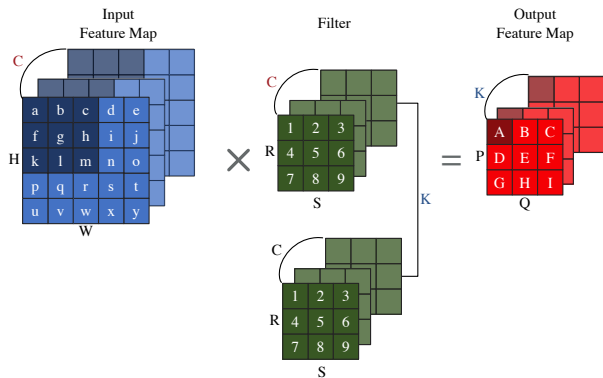 Input
Feature Map
Filter
Output
Feature Map
C
a b c d e
f g h i j
k l m n o
p q r s t
u v w x y
H
W
×
C
1 2 3
4 5 6
7 8 9
R
S
C
1 2 3
4 5 6
7 8 9
R
S
K
=
K
A B C
D E F
G H I
P
Q